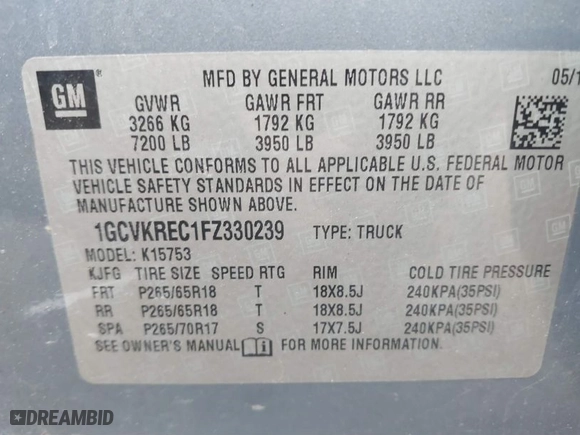 GM
MFD BY GENERAL MOTORS LLC 05/1
GVWR GAWR FRT GAWR RR
3266 KG 1792 KG 1792 KG
7200 LB 3950 LB 3950 LB
THIS VEHICLE CONFORMS TO ALL APPLICABLE U.S. FEDERAL MOTOR
VEHICLE SAFETY STANDARDS IN EFFECT ON THE DATE OF
MANUFACTURE SHOWN ABOVE.
1GCVKREC1FZ330239 TYPE: TRUCK
MODEL: K15753
KJFG TIRE SIZE SPEED RTG RIM COLD TIRE PRESSURE
FRT P265/65R18 T 18X8.5J 240KPA(35PSI)
RR P265/65R18 T 18X8.5J 240KPA(35PSI)
SPA P265/70R17 S 17X7.5J 240KPA(35PSI)
SEE OWNER'S MANUAL FOR MORE INFORMATION.
DREAMBID